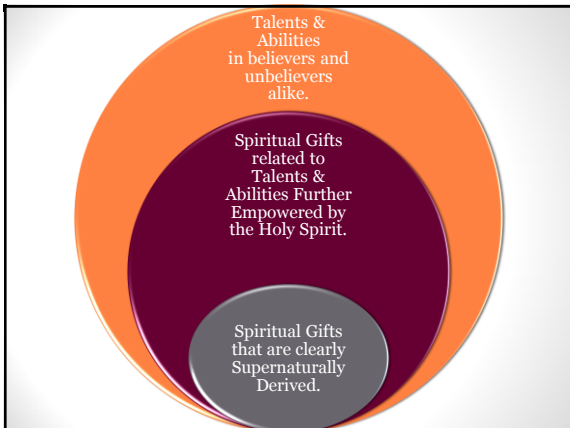 Talents &
Abilities
in believers and
unbelievers
alike.
Spiritual Gifts
related to
Talents &
Abilities Further
Empowered by
the Holy Spirit.
Spiritual Gifts
that are clearly
Supernaturally
Derived.